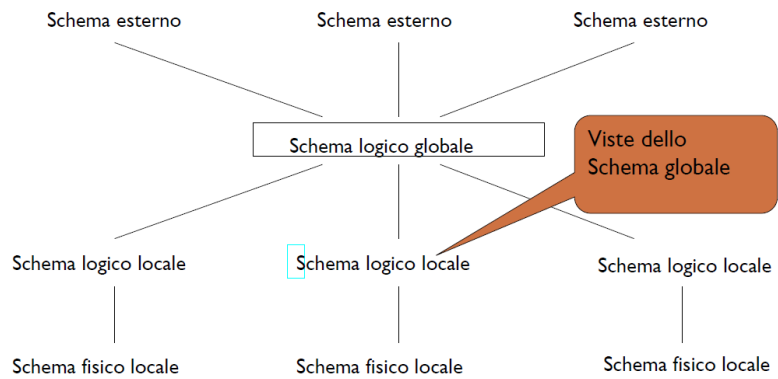 Schema esterno
Schema esterno
Schema esterno
Schema logico globale
Viste dello
Schema globale
Schema logico locale
Schema logico locale
Schema logico locale
Schema fisico locale
Schema fisico locale
Schema fisico locale